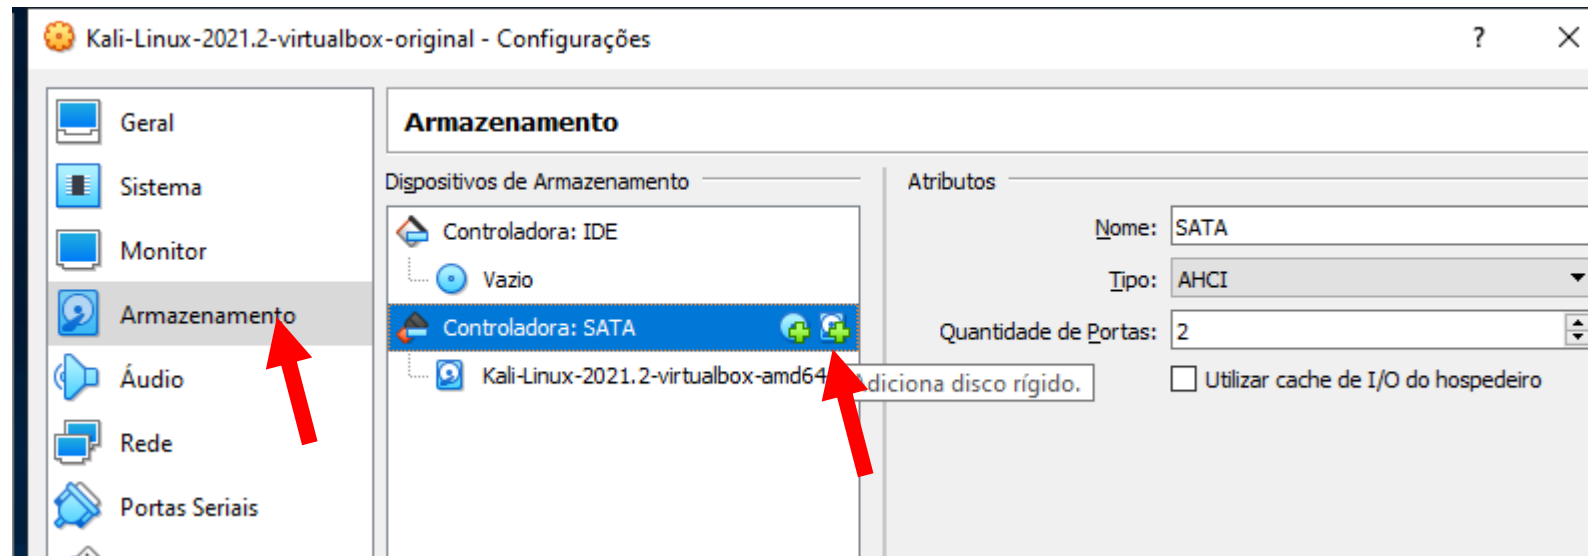 Kali-Linux-2021.2-virtualbox-original - Configurações
?
Geral
Sistema
Monitor
Armazenamento
Áudio
Rede
Portas Seriais
Armazenamento
Dispositivos de Armazenamento
Controladora: IDE
Vazio
Controladora: SATA
Kali-Linux-2021.2-virtualbox-amd64
Adiciona disco rígido.
Atributos
Nome: SATA
Tipo: AHCI
Quantidade de Portas: 2
Utilizar cache de I/O do hospedeiro